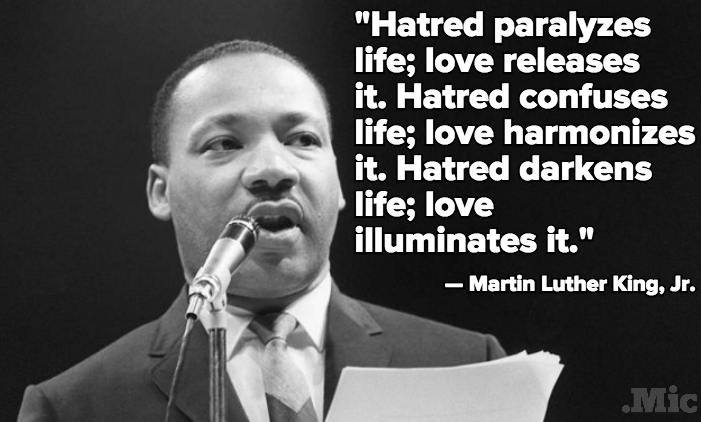 "Hatred paralyzes
life; love releases
it. Hatred confuses
life; love harmonizes
it. Hatred darkens
life; love
illuminates it."
— Martin Luther King, Jr.
.Mic